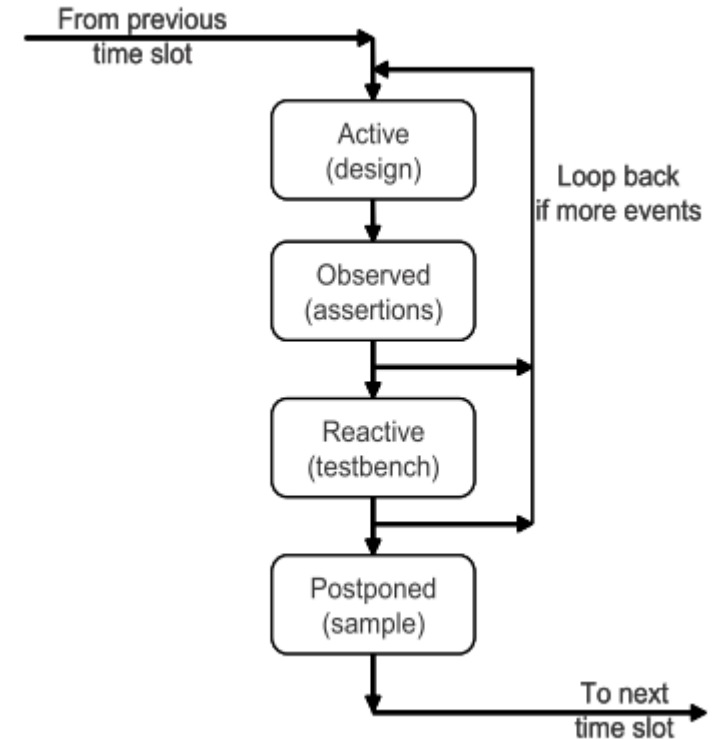 From previous
time slot
Active
(design)
Loop back
if more events
Observed
(assertions)
Reactive
(testbench)
Postponed
(sample)
To next
time slot